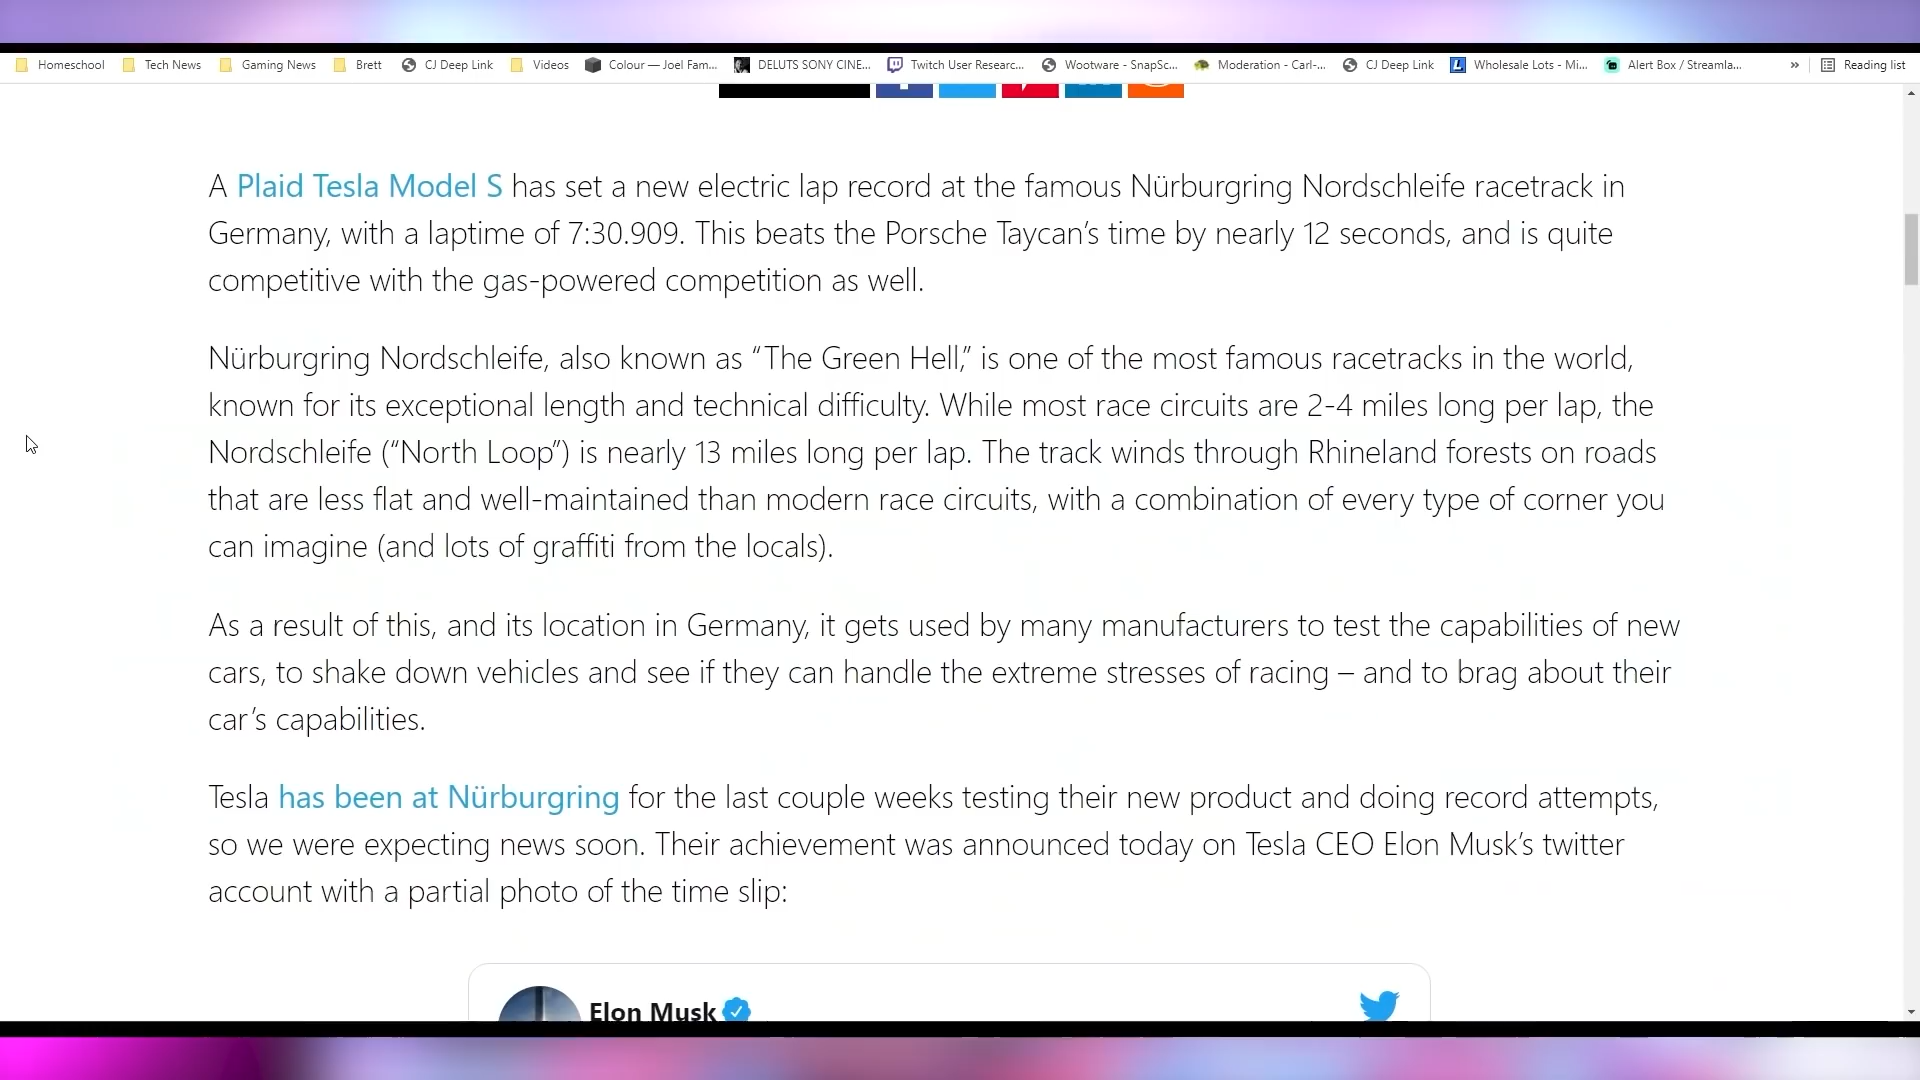 Homeschool Tech News Gaming News Brett CJ Deep Link Videos Colour — Joel Fam... DELUTS SONY CINE... Twitch User Researc... Wootware - SnapSc... Moderation - Carl-... CJ Deep Link Wholesale Lots - Mi... Alert Box / Streamla... » Reading list
A Plaid Tesla Model S has set a new electric lap record at the famous Nürburgring Nordschleife racetrack in
Germany, with a laptime of 7:30.909. This beats the Porsche Taycan’s time by nearly 12 seconds, and is quite
competitive with the gas-powered competition as well.
Nürburgring Nordschleife, also known as “The Green Hell,” is one of the most famous racetracks in the world,
known for its exceptional length and technical difficulty. While most race circuits are 2-4 miles long per lap, the
Nordschleife (“North Loop”) is nearly 13 miles long per lap. The track winds through Rhineland forests on roads
that are less flat and well-maintained than modern race circuits, with a combination of every type of corner you
can imagine (and lots of graffiti from the locals).
As a result of this, and its location in Germany, it gets used by many manufacturers to test the capabilities of new
cars, to shake down vehicles and see if they can handle the extreme stresses of racing – and to brag about their
car’s capabilities.
Tesla has been at Nürburgring for the last couple weeks testing their new product and doing record attempts,
so we were expecting news soon. Their achievement was announced today on Tesla CEO Elon Musk’s twitter
account with a partial photo of the time slip:
Elon Musk